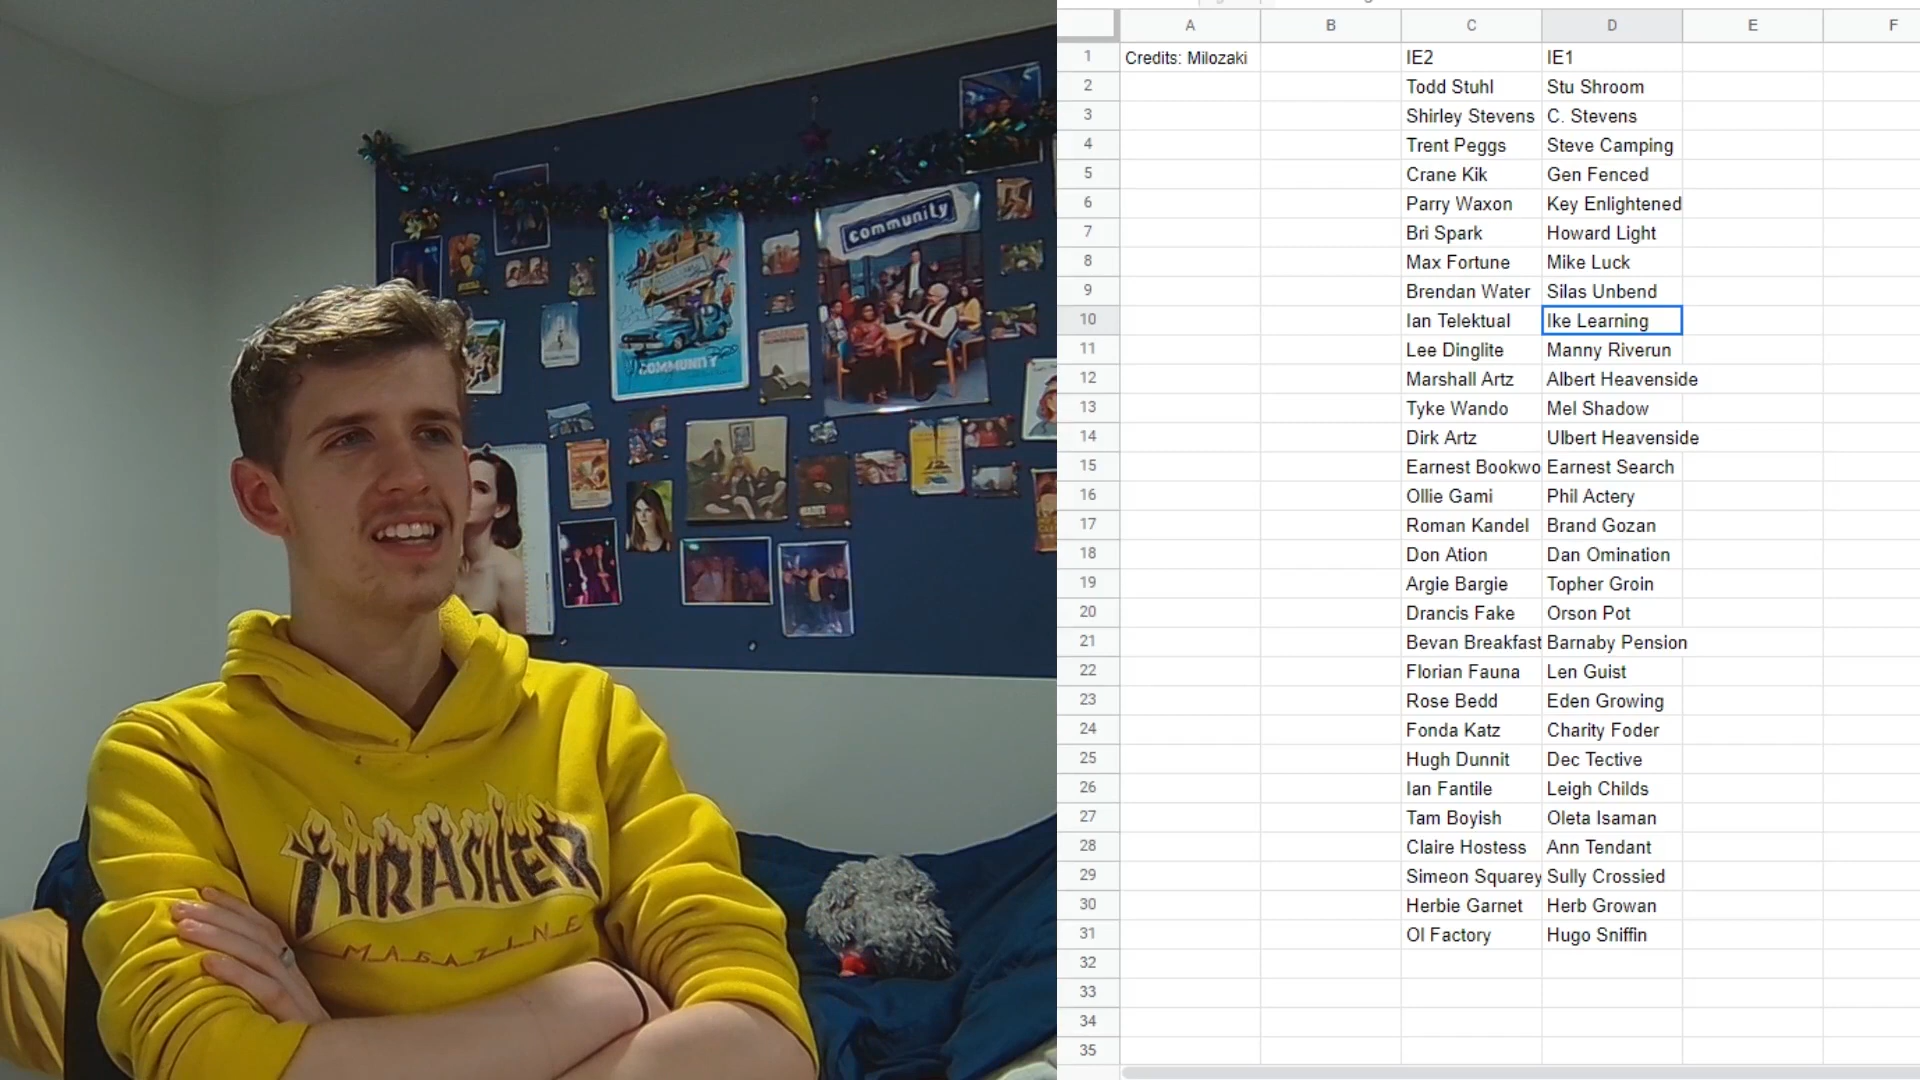 community
COMMUNITY
THRASHER
MAGAZINE
A B C D E F
1 Credits: Milozaki IE2 IE1
2 Todd Stuhl Stu Shroom
3 Shirley Stevens C. Stevens
4 Trent Peggs Steve Camping
5 Crane Kik Gen Fenced
6 Parry Waxon Key Enlightened
7 Bri Spark Howard Light
8 Max Fortune Mike Luck
9 Brendan Water Silas Unbend
10 Ian Telektual Ike Learning
11 Lee Dinglite Manny Riverun
12 Marshall Artz Albert Heavenside
13 Tyke Wando Mel Shadow
14 Dirk Artz Ulbert Heavenside
15 Earnest Bookwo Earnest Search
16 Ollie Gami Phil Actery
17 Roman Kandel Brand Gozan
18 Don Ation Dan Omination
19 Argie Bargie Topher Groin
20 Drancis Fake Orson Pot
21 Bevan Breakfast Barnaby Pension
22 Florian Fauna Len Guist
23 Rose Bedd Eden Growing
24 Fonda Katz Charity Foder
25 Hugh Dunnit Dec Tective
26 Ian Fantile Leigh Childs
27 Tam Boyish Oleta Isaman
28 Claire Hostess Ann Tendant
29 Simeon Squarey Sully Crossied
30 Herbie Garnet Herb Growan
31 Ol Factory Hugo Sniffin
32
33
34
35